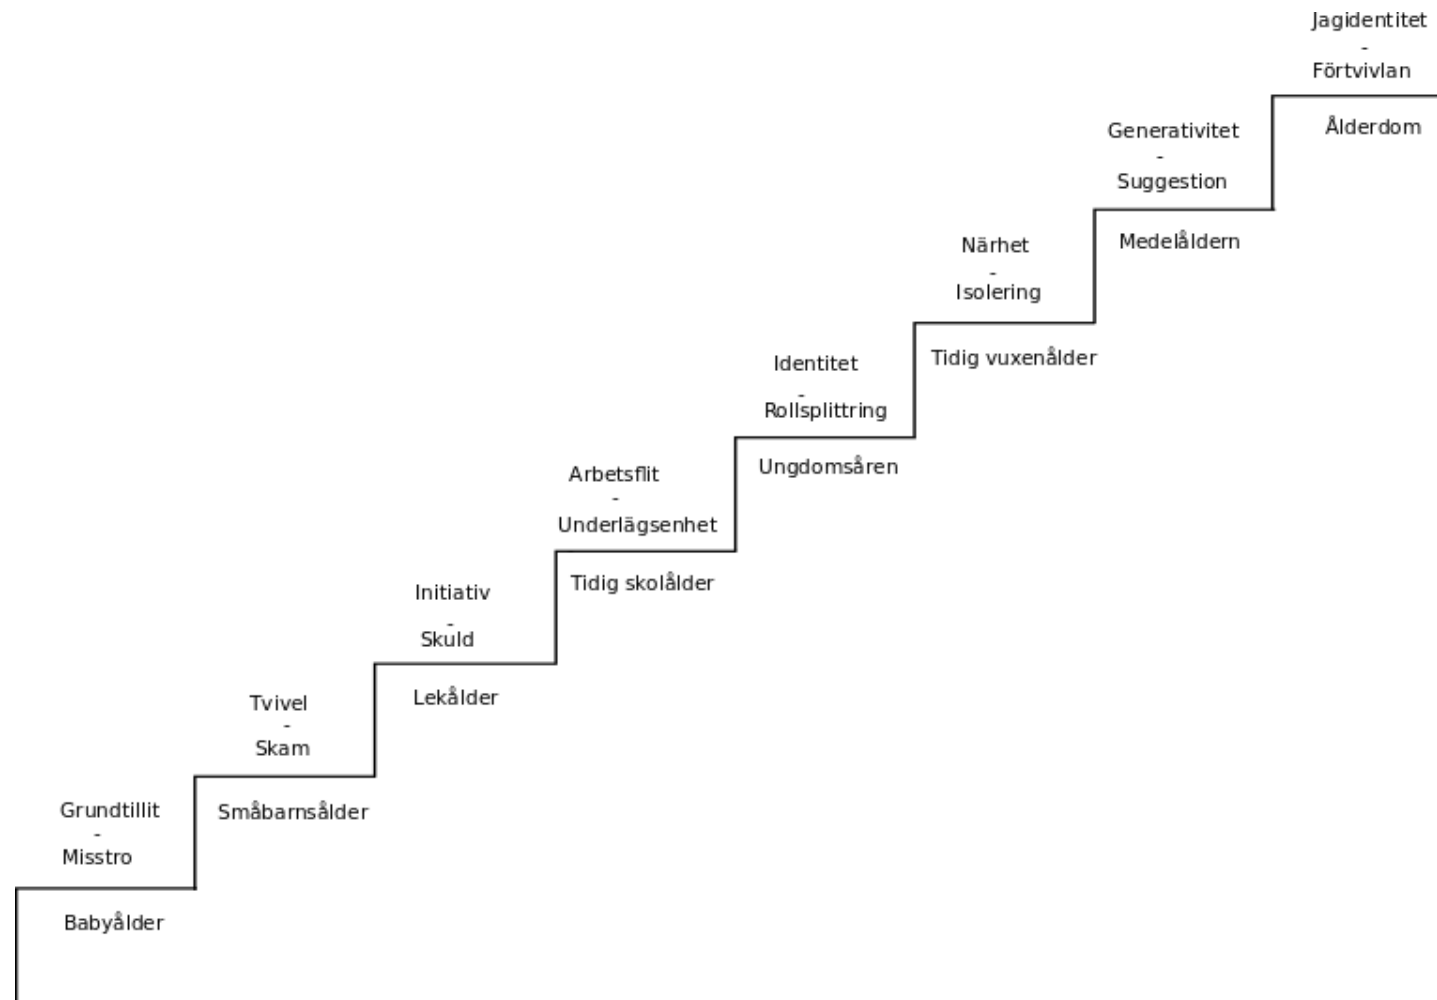 Jagidentitet
-
Förtvivlan
Ålderdom
Generativitet
-
Suggestion
Medelåldern
Närhet
-
Isolering
Tidig vuxenålder
Identitet
-
Rollsplittring
Ungdomsåren
Arbetsflit
-
Underlägsenhet
Tidig skolålder
Initiativ
-
Skuld
Lekålder
Tvivel
-
Skam
Småbarnsålder
Grundtillit
-
Misstro
Babyålder